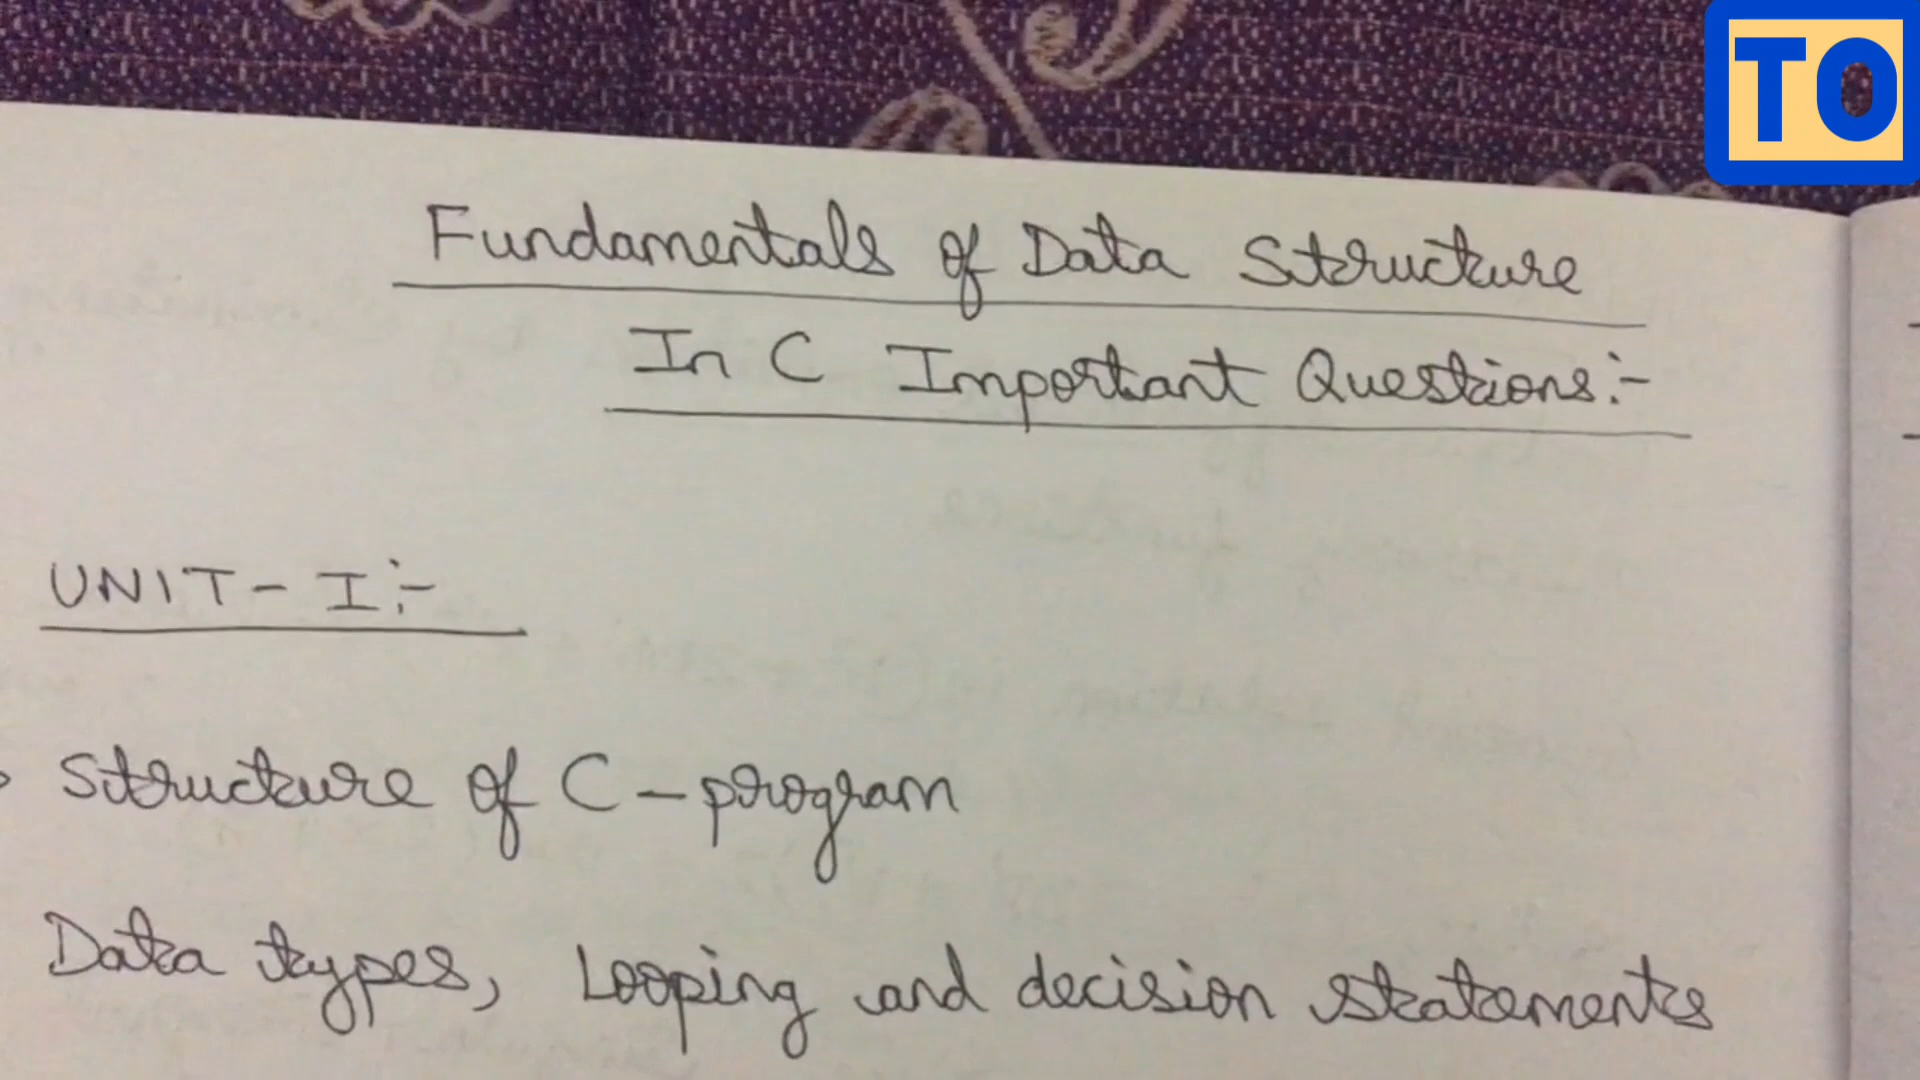 TO
Fundamentals of Data Structure
In C Important Questions:-
UNIT - I:-
Structure of C - program
Data types, Looping and decision statements